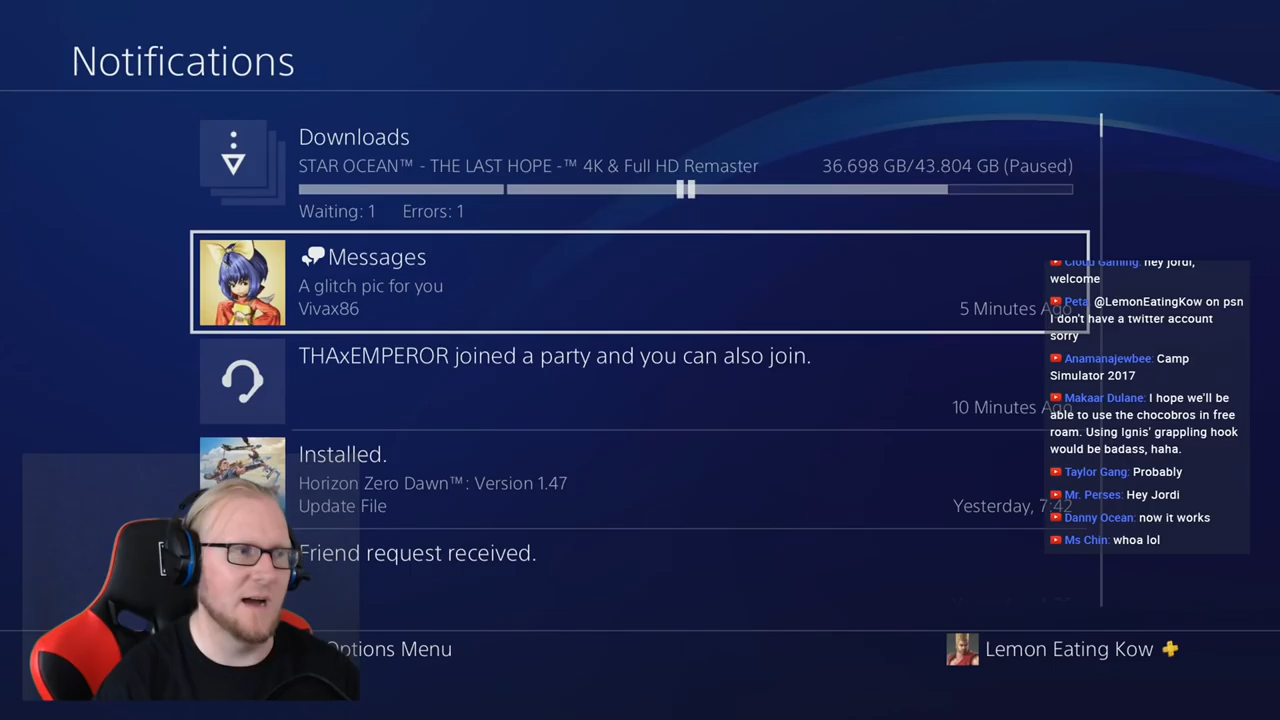 Notifications
Downloads
STAR OCEAN™ - THE LAST HOPE -™ 4K & Full HD Remaster 36.698 GB/43.804 GB (Paused)
Waiting: 1 Errors: 1
Messages
A glitch pic for you
Vivax86 5 Minutes Ago
THAxEMPEROR joined a party and you can also join.
10 Minutes Ago
Installed.
Horizon Zero Dawn™: Version 1.47
Update File Yesterday, 7:42
Friend request received.
Options Menu
Lemon Eating Kow
Cloud Gaming: hey jordi,
welcome
Peta: @LemonEatingKow on psn
I don't have a twitter account
sorry
Anamanajewbee: Camp
Simulator 2017
Makaar Dulane: I hope we'll be
able to use the chocobros in free
roam. Using Ignis' grappling hook
would be badass, haha.
Taylor Gang: Probably
Mr. Perses: Hey Jordi
Danny Ocean: now it works
Ms Chin: whoa lol